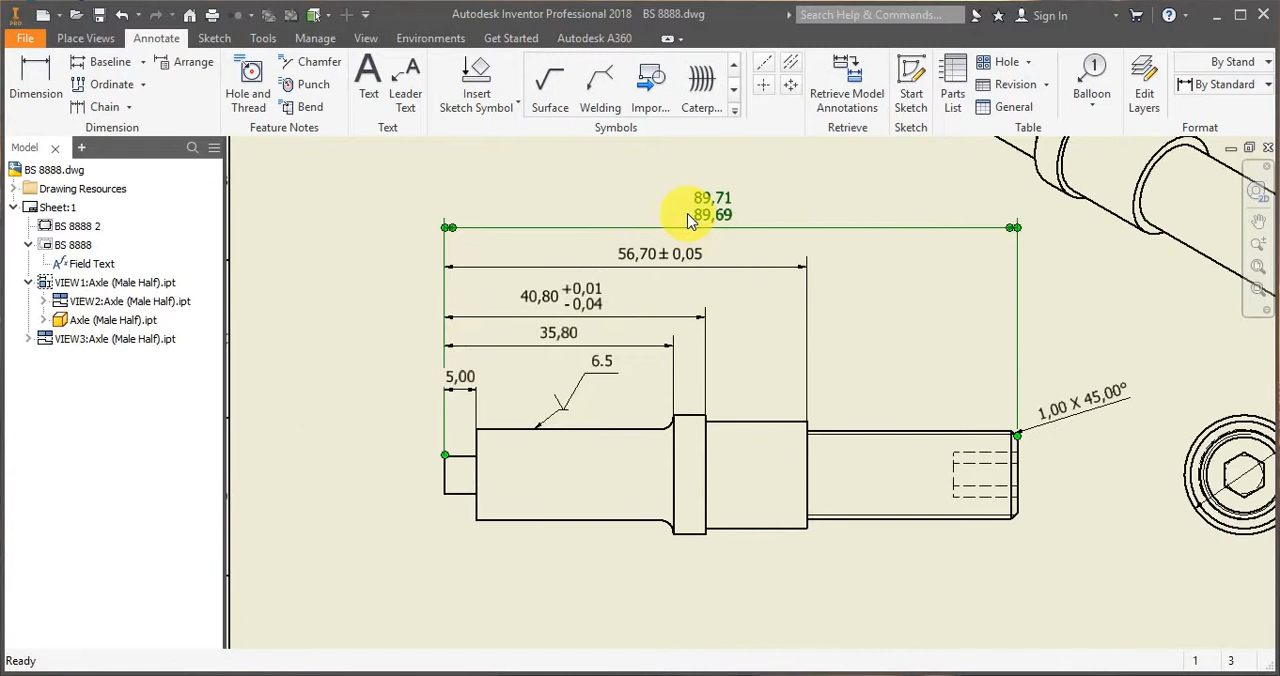 PRO
Autodesk Inventor Professional 2018 BS 8888.dwg
Search Help & Commands...
Sign In
File
Place Views
Annotate
Sketch
Tools
Manage
View
Environments
Get Started
Autodesk A360
Dimension
Baseline
Ordinate
Chain
Arrange
Dimension
Hole and
Thread
Chamfer
Punch
Bend
Feature Notes
Text
Leader
Text
Text
Insert
Sketch Symbol
Surface
Welding
Impor...
Caterp...
Symbols
Retrieve Model
Annotations
Retrieve
Start
Sketch
Sketch
Parts
List
Hole
Revision
General
Table
1
Balloon
Edit
Layers
By Stand
By Standard
Format
Model
BS 8888.dwg
Drawing Resources
Sheet:1
BS 8888 2
BS 8888
Field Text
VIEW1:Axle (Male Half).ipt
VIEW2:Axle (Male Half).ipt
Axle (Male Half).ipt
VIEW3:Axle (Male Half).ipt
89,71
89,69
56,70 ± 0,05
40,80 +0,01
-0,04
35,80
6.5
5,00
1,00 X 45,00°
2D
Ready
1
3